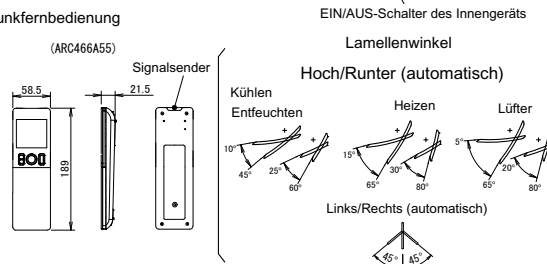 EIN/AUS-Schalter des Innengeräts
unkfernbedienung
(ARC466A55)
Signalsender
58.5
21.5
189
Lamellenwinkel
Hoch/Runter (automatisch)
Kühlen
Entfeuchten
10°
45°
25°
60°
Heizen
15°
65°
30°
80°
Lüfter
5°
65°
20°
80°
Links/Rechts (automatisch)
45° 45°